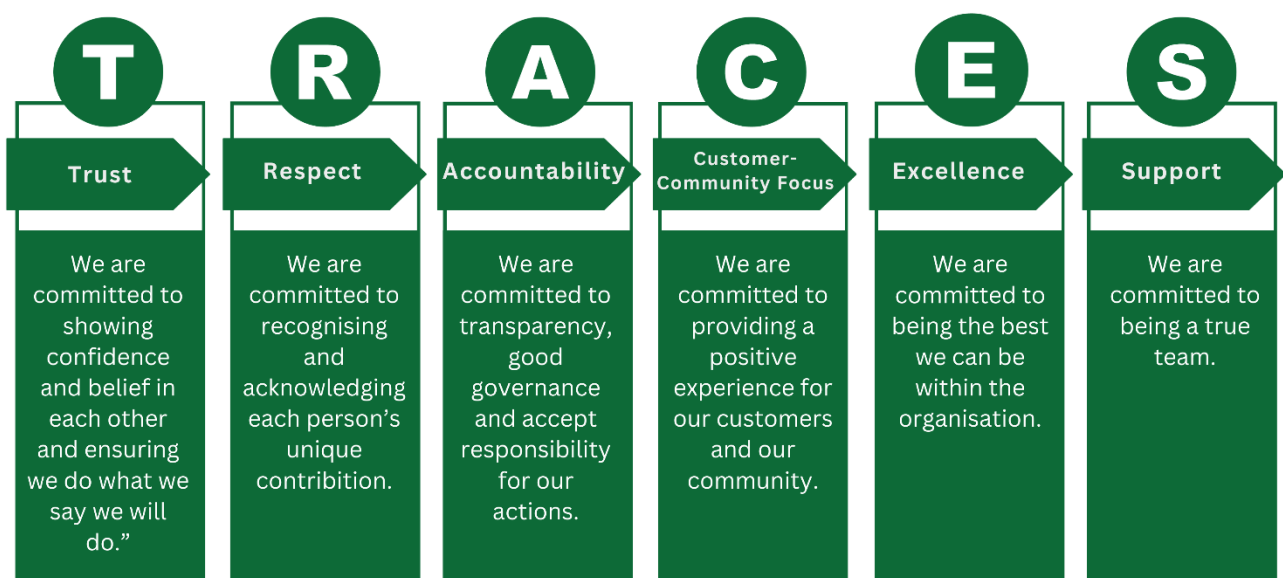 T
Trust
We are
committed to
showing
confidence
and belief in
each other
and ensuring
we do what we
say we will
do.”
R
Respect
We are
committed to
recognising
and
acknowledging
each person’s
unique
contribition.
A
Accountability
We are
committed to
transparency,
good
governance
and accept
responsibility
for our
actions.
C
Customer-
Community Focus
We are
committed to
providing a
positive
experience for
our customers
and our
community.
E
Excellence
We are
committed to
being the best
we can be
within the
organisation.
S
Support
We are
committed to
being a true
team.